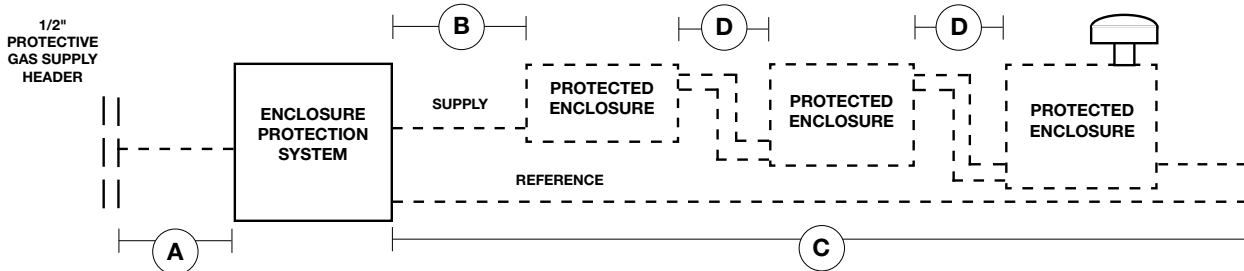 1/2"
PROTECTIVE
GAS SUPPLY
HEADER
A
ENCLOSURE
PROTECTION
SYSTEM
B
SUPPLY
REFERENCE
PROTECTED
ENCLOSURE
D
PROTECTED
ENCLOSURE
D
PROTECTED
ENCLOSURE
C